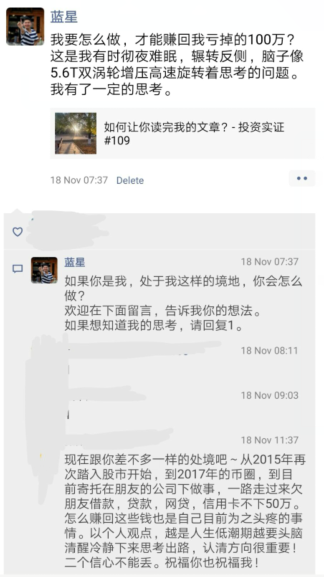 蓝星
我要怎么做，才能赚回我亏掉的100万？
这是我有时彻夜难眠，辗转反侧，脑子像
5.6T双涡轮增压高速旋转着思考的问题。
我有了一定的思考。
如何让你读完我的文章？- 投资实证
#109
18 Nov 07:37 Delete
蓝星 18 Nov 07:37
如果你是我，处于我这样的境地，你会怎么
做？
欢迎在下面留言，告诉我你的想法。
如果想知道我的思考，请回复1。
18 Nov 08:11
18 Nov 09:03
18 Nov 11:37
现在跟你差不多一样的处境吧～从2015年再
次踏入股市开始，到2017年的币圈，到目
前寄托在朋友的公司下做事，一路走过来欠
朋友借款，贷款，网贷，信用卡不下50万。
怎么赚回这些钱也是自己目前为之头疼的事
情。以个人观点，越是人生低潮期越要头脑
清醒冷静下来思考出路，认清方向很重要！
二个信心不能丢。祝福你也祝福我！